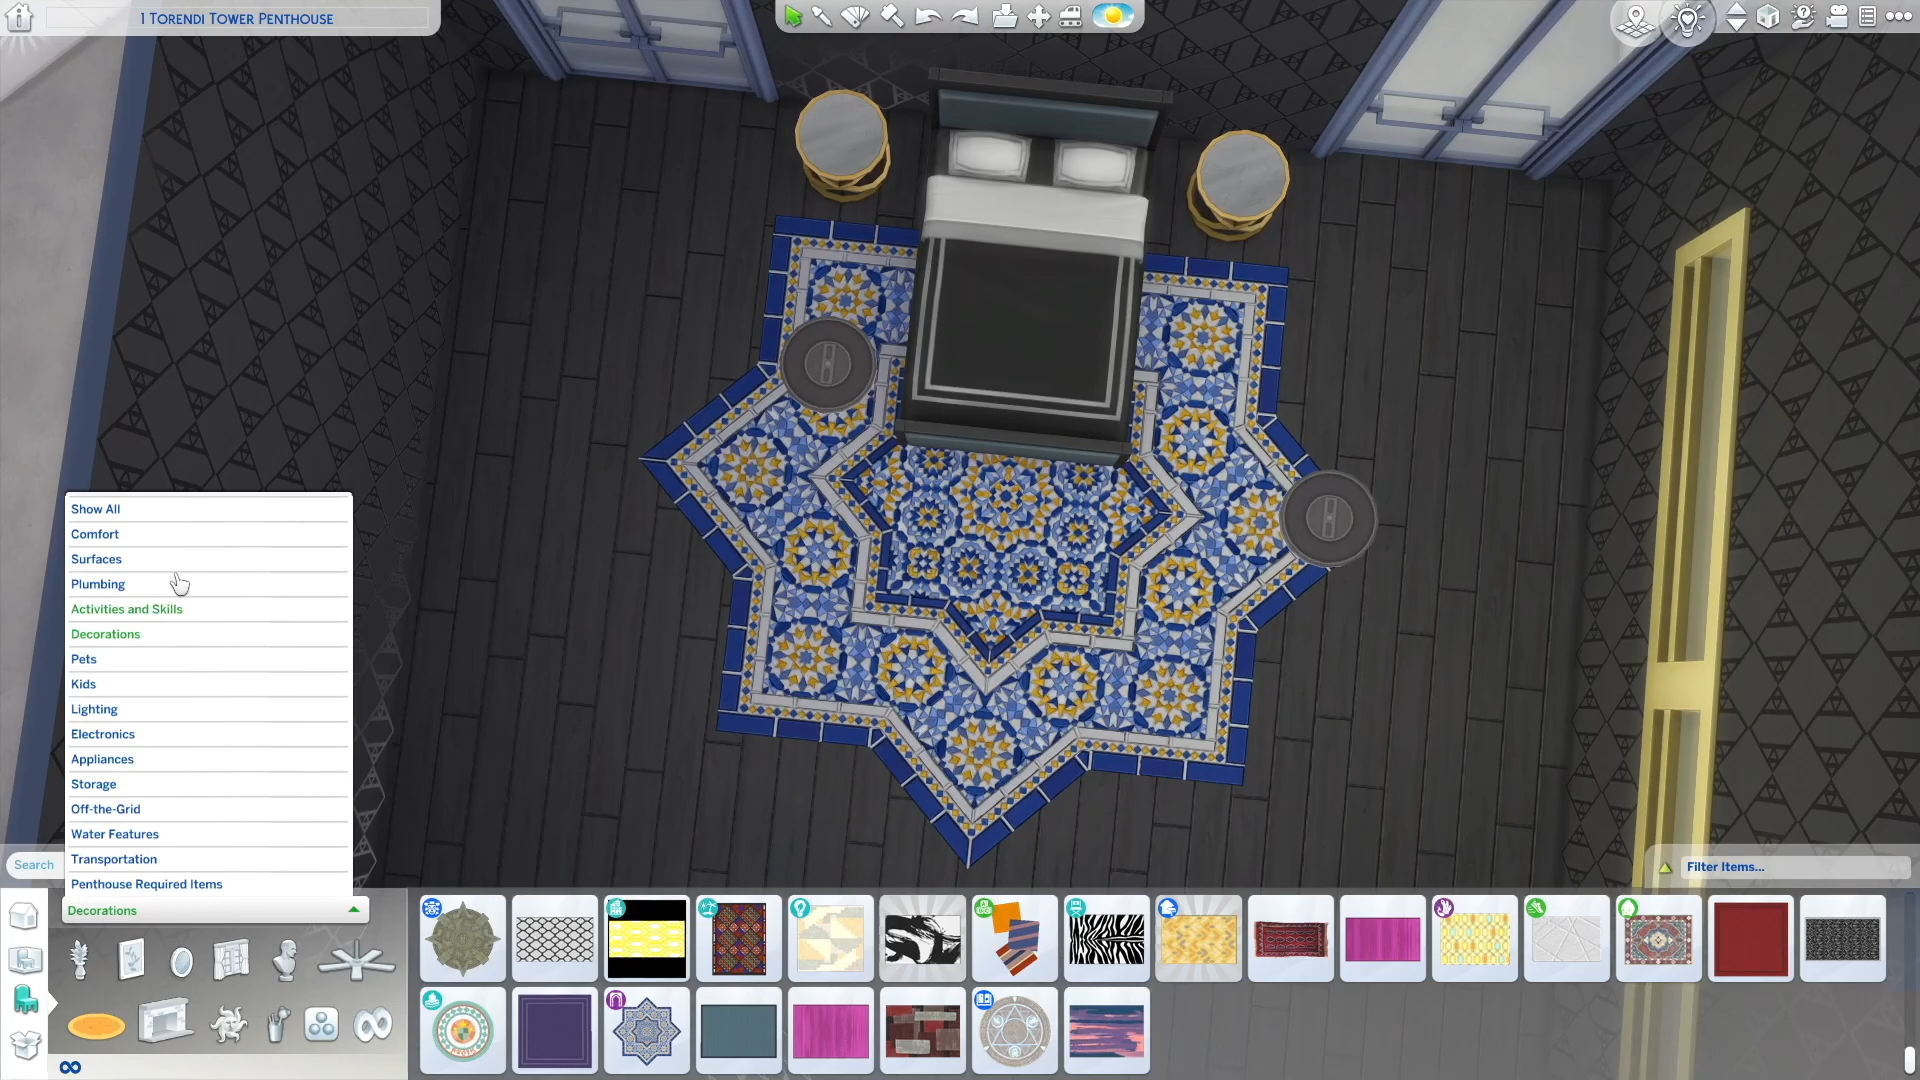 1 Torendi Tower Penthouse
Show All
Comfort
Surfaces
Plumbing
Activities and Skills
Decorations
Pets
Kids
Lighting
Electronics
Appliances
Storage
Off-the-Grid
Water Features
Transportation
Penthouse Required Items
Search
Decorations
Filter Items...